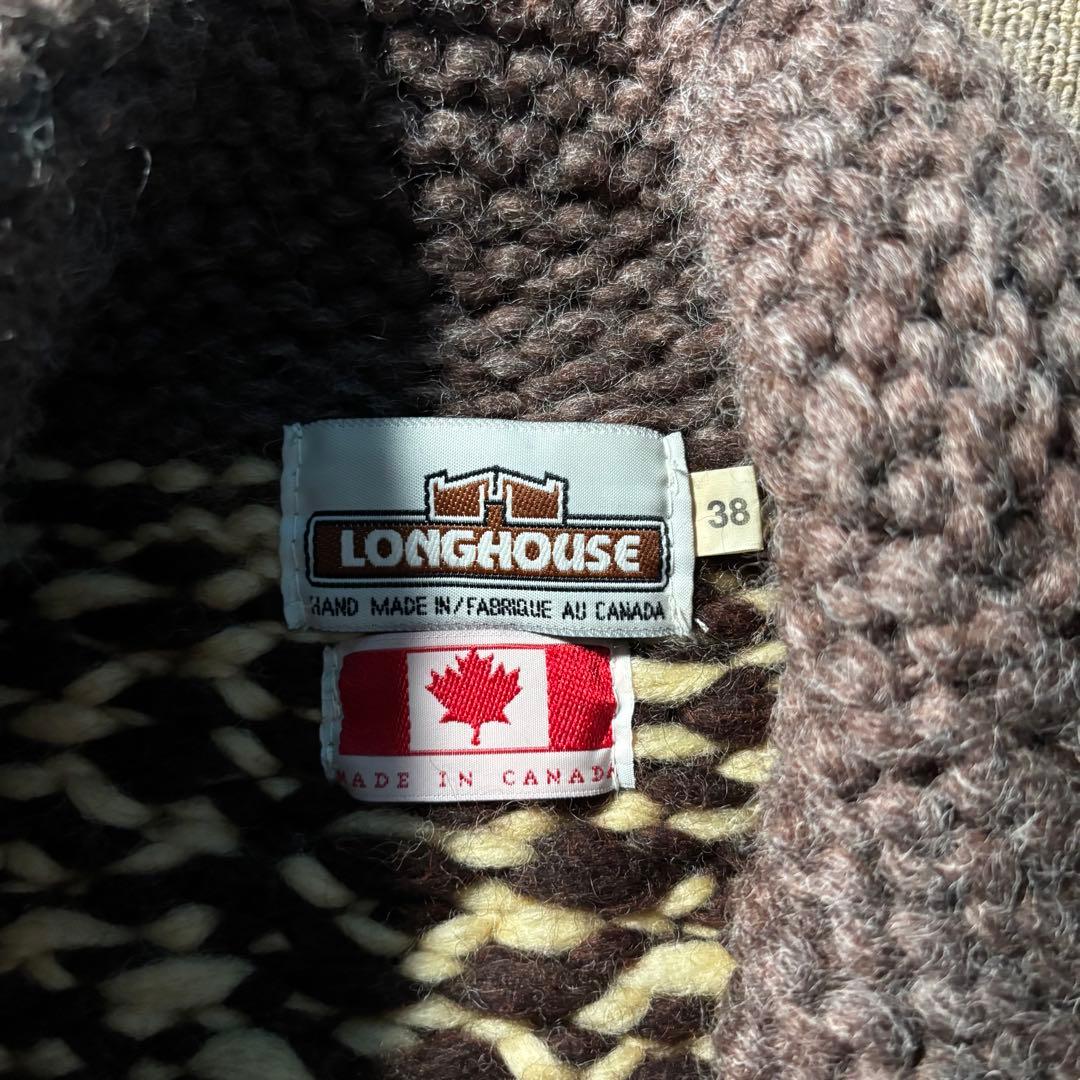 LONGHOUSE
38
HAND MADE IN/FABRIQUE AU CANADA
MADE IN CANADA